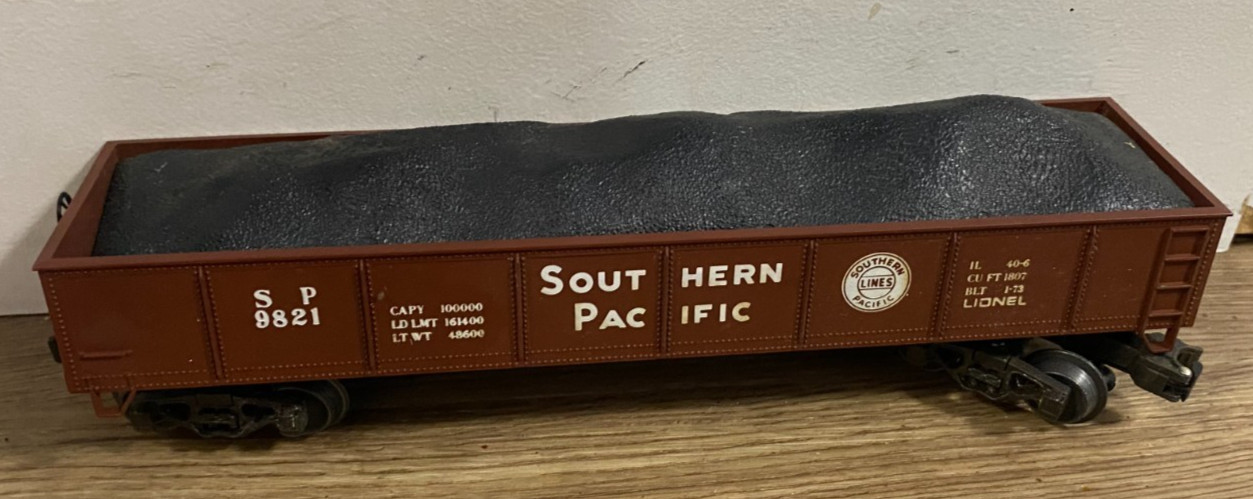 S P
9821
CAPY 100000
LD LMT 161400
LT WT 48600
SOUTHERN
PACIFIC
SOUTHERN
LINES
PACIFIC
IL 40-6
CU FT 1807
BLT 1-73
LIONEL